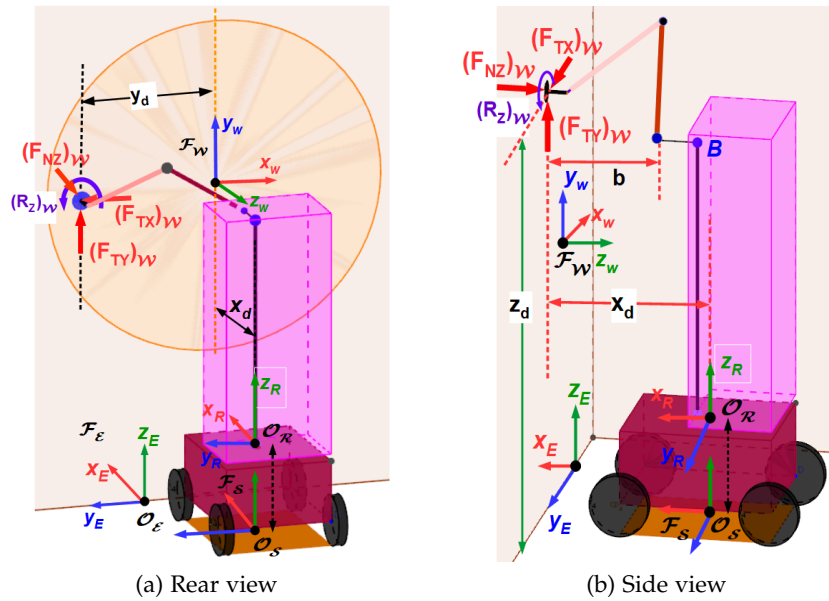 y_d
y_w
(F_NZ)_𝒲
ℱ_𝒲
x_w
(R_Z)_𝒲
(F_TX)_𝒲
z_w
(F_TY)_𝒲
x_d
z_R
x_R
𝒪_ℛ
ℱ_ℰ
z_E
y_R
x_E
ℱ_𝒮
y_E
𝒪_ℰ
𝒪_𝒮
(a) Rear view
(F_TX)_𝒲
(F_NZ)_𝒲
(R_Z)_𝒲
(F_TY)_𝒲
B
b
y_w
x_w
ℱ_𝒲
z_w
z_d
x_d
z_R
z_E
x_R
𝒪_ℛ
x_E
y_R
y_E
ℱ_𝒮
𝒪_𝒮
(b) Side view